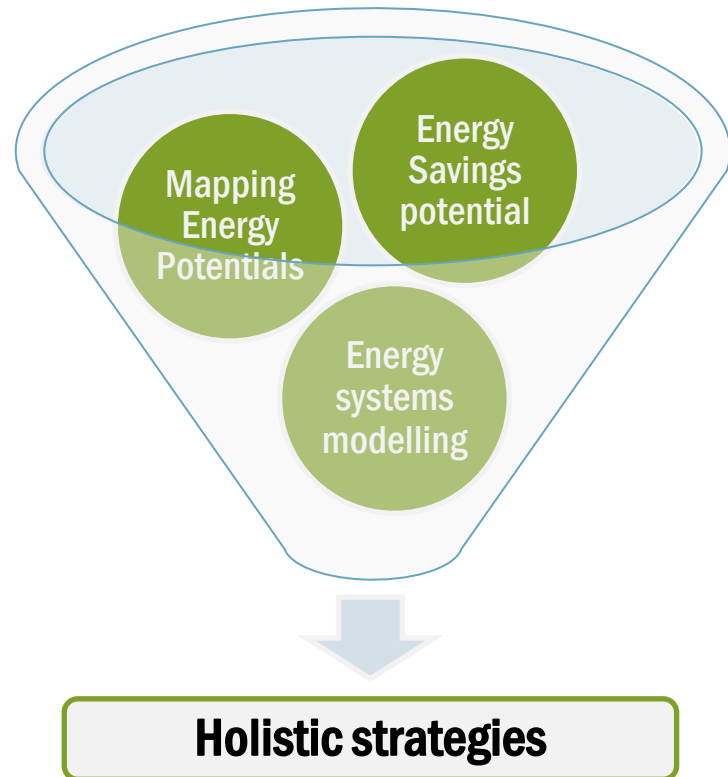 Mapping
Energy
Potentials
Energy
Savings
potential
Energy
systems
modelling
Holistic strategies